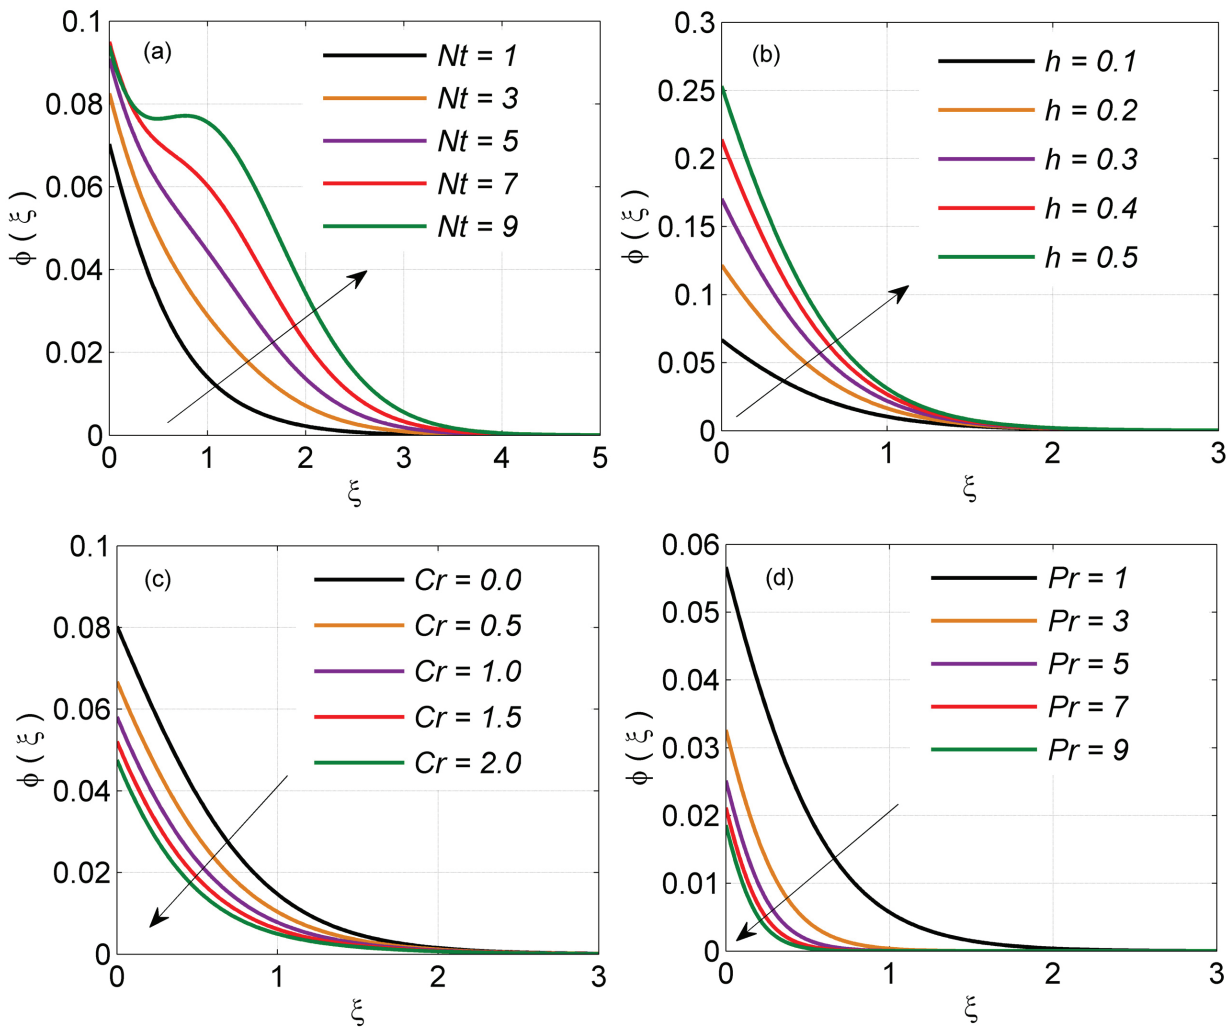 (a)
Nt = 1
Nt = 3
Nt = 5
Nt = 7
Nt = 9
0.1
0.08
0.06
0.04
0.02
0
0 1 2 3 4 5
ϕ ( ξ )
ξ
(b)
h = 0.1
h = 0.2
h = 0.3
h = 0.4
h = 0.5
0.3
0.25
0.2
0.15
0.1
0.05
0
0 1 2 3
ϕ ( ξ )
ξ
(c)
Cr = 0.0
Cr = 0.5
Cr = 1.0
Cr = 1.5
Cr = 2.0
0.1
0.08
0.06
0.04
0.02
0
0 1 2 3
ϕ ( ξ )
ξ
(d)
Pr = 1
Pr = 3
Pr = 5
Pr = 7
Pr = 9
0.06
0.05
0.04
0.03
0.02
0.01
0
0 1 2 3
ϕ ( ξ )
ξ